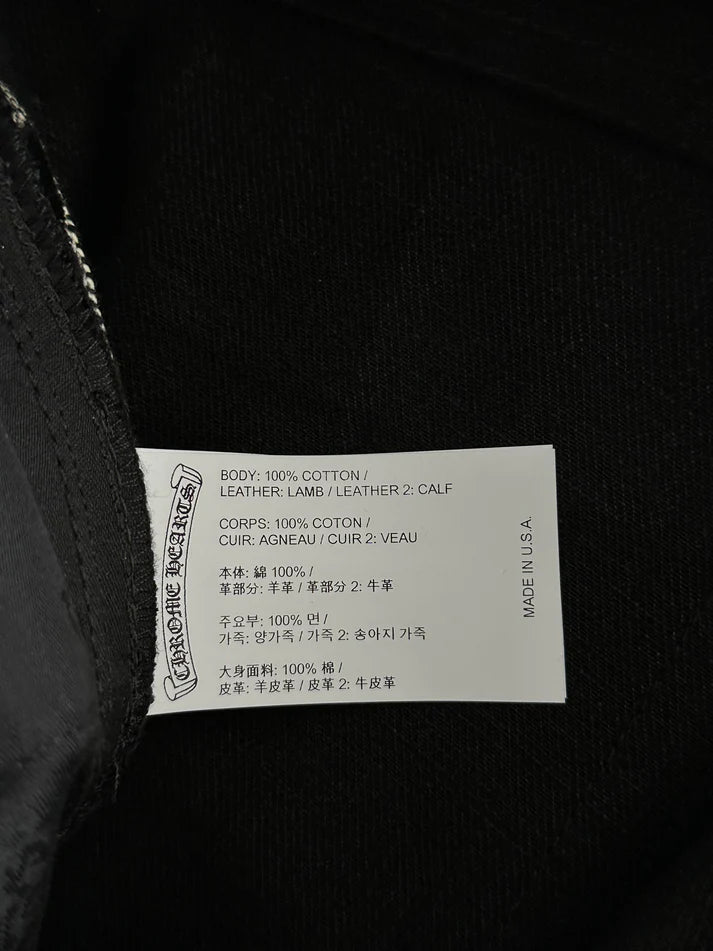 CHROME HEARTS
BODY: 100% COTTON /
LEATHER: LAMB / LEATHER 2: CALF
CORPS: 100% COTON /
CUIR: AGNEAU / CUIR 2: VEAU
本体: 綿 100% /
革部分: 羊革 / 革部分 2: 牛革
주요부: 100% 면 /
가죽: 양가죽 / 가죽 2: 송아지 가죽
大身面料: 100% 棉 /
皮革: 羊皮革 / 皮革 2: 牛皮革
MADE IN U.S.A.